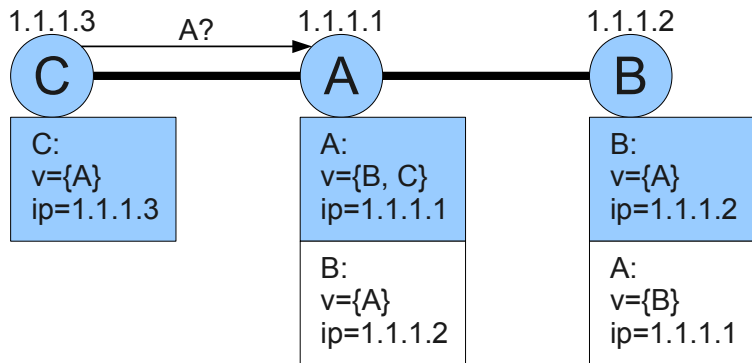 1.1.1.3
A?
1.1.1.1
1.1.1.2
C
A
B
C:
v={A}
ip=1.1.1.3
A:
v={B, C}
ip=1.1.1.1
B:
v={A}
ip=1.1.1.2
B:
v={A}
ip=1.1.1.2
A:
v={B}
ip=1.1.1.1